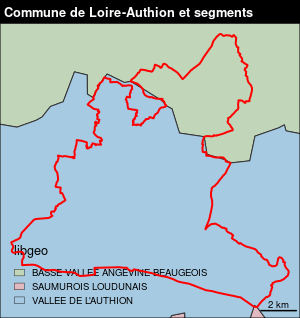 Commune de Loire-Authion et segments
libgeo
BASSE VALLEE ANGEVINE BEAUGEOIS
SAUMUROIS LOUDUNAIS
VALLEE DE L'AUTHION
2 km